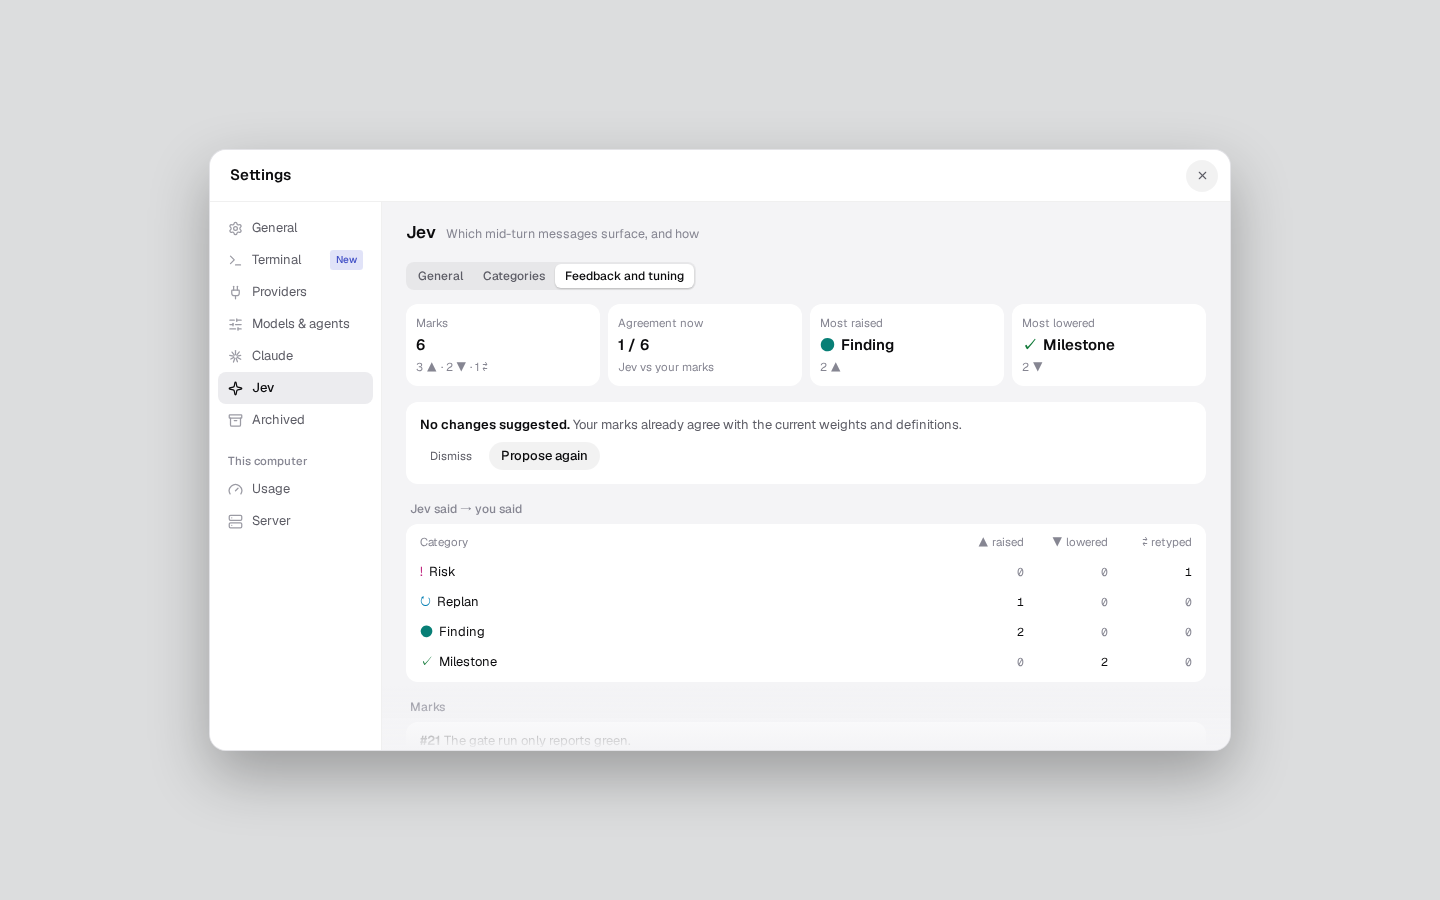 Settings
General
Terminal New
Providers
Models & agents
Claude
Jev
Archived
This computer
Usage
Server
Jev Which mid-turn messages surface, and how
General Categories Feedback and tuning
Marks
6
3 ▲ · 2 ▼ · 1 ⇄
Agreement now
1 / 6
Jev vs your marks
Most raised
● Finding
2 ▲
Most lowered
✓ Milestone
2 ▼
No changes suggested. Your marks already agree with the current weights and definitions.
Dismiss Propose again
Jev said → you said
Category ▲ raised ▼ lowered ⇄ retyped
! Risk 0 0 1
↻ Replan 1 0 0
● Finding 2 0 0
✓ Milestone 0 2 0
Marks
#21 The gate run only reports green.